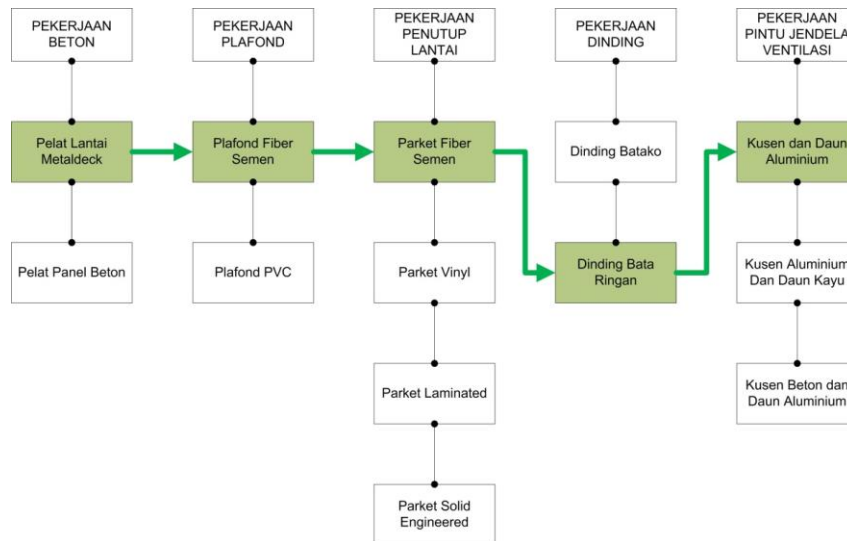 PEKERJAAN
BETON
PEKERJAAN
PLAFOND
PEKERJAAN
PENUTUP
LANTAI
PEKERJAAN
DINDING
PEKERJAAN
PINTU JENDELA
VENTILASI
Pelat Lantai
Metaldeck
Plafond Fiber
Semen
Parket Fiber
Semen
Dinding Batako
Kusen dan Daun
Aluminium
Pelat Panel Beton
Plafond PVC
Parket Vinyl
Dinding Bata
Ringan
Kusen Aluminium
Dan Daun Kayu
Parket Laminated
Kusen Beton dan
Daun Aluminium
Parket Solid
Engineered